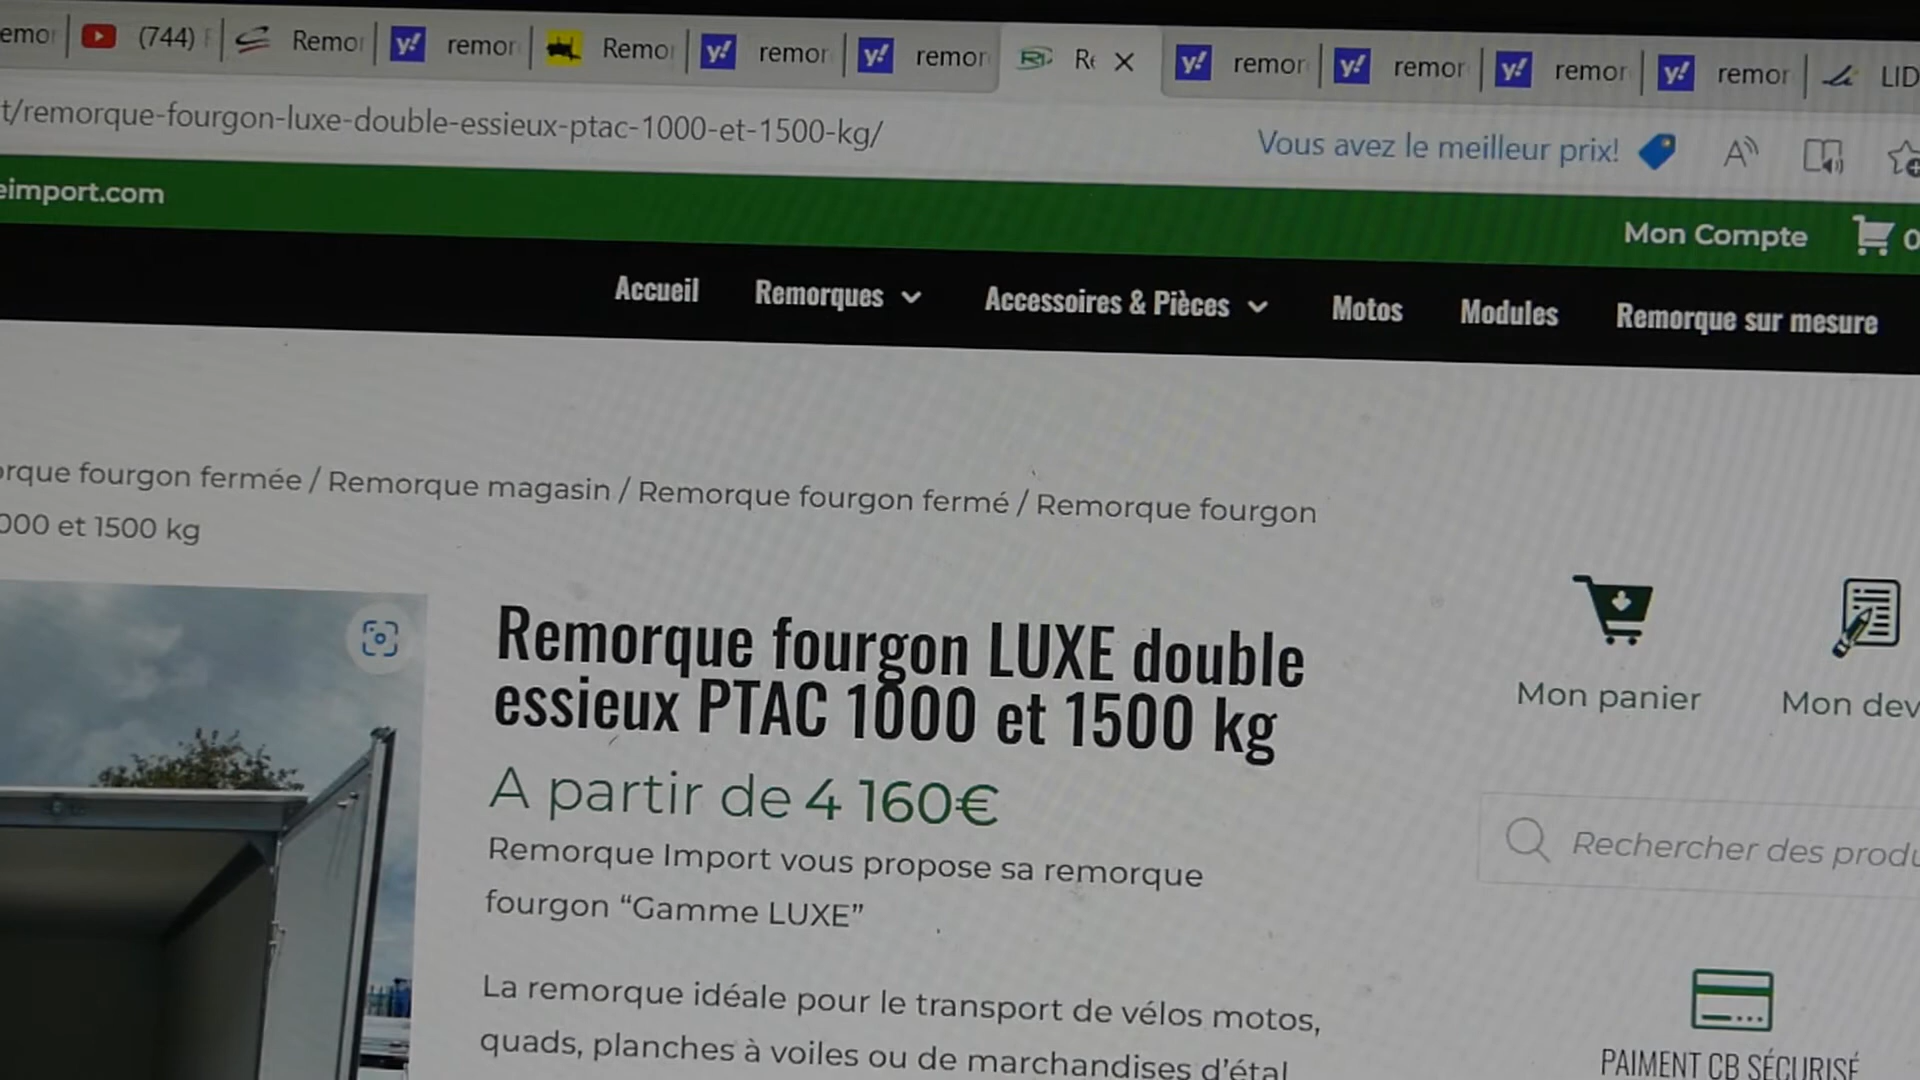 (744)
Remor
remor
Remor
remor
remor
Re
remor
remor
remor
remor
LID
t/remorque-fourgon-luxe-double-essieux-ptac-1000-et-1500-kg/
Vous avez le meilleur prix!
eimport.com
Mon Compte
0
Accueil Remorques Accessoires & Pièces Motos Modules Remorque sur mesure
rque fourgon fermée / Remorque magasin / Remorque fourgon fermé / Remorque fourgon
000 et 1500 kg
Remorque fourgon LUXE double
essieux PTAC 1000 et 1500 kg
A partir de 4 160€
Remorque Import vous propose sa remorque
fourgon “Gamme LUXE”
La remorque idéale pour le transport de vélos motos,
quads, planches à voiles ou de marchandises d’étal
Mon panier
Mon dev
Rechercher des produ
PAIMENT CB SÉCURISÉ